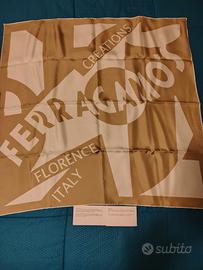 CREATIONS
FERRAGAMO'S
FLORENCE
ITALY
subito